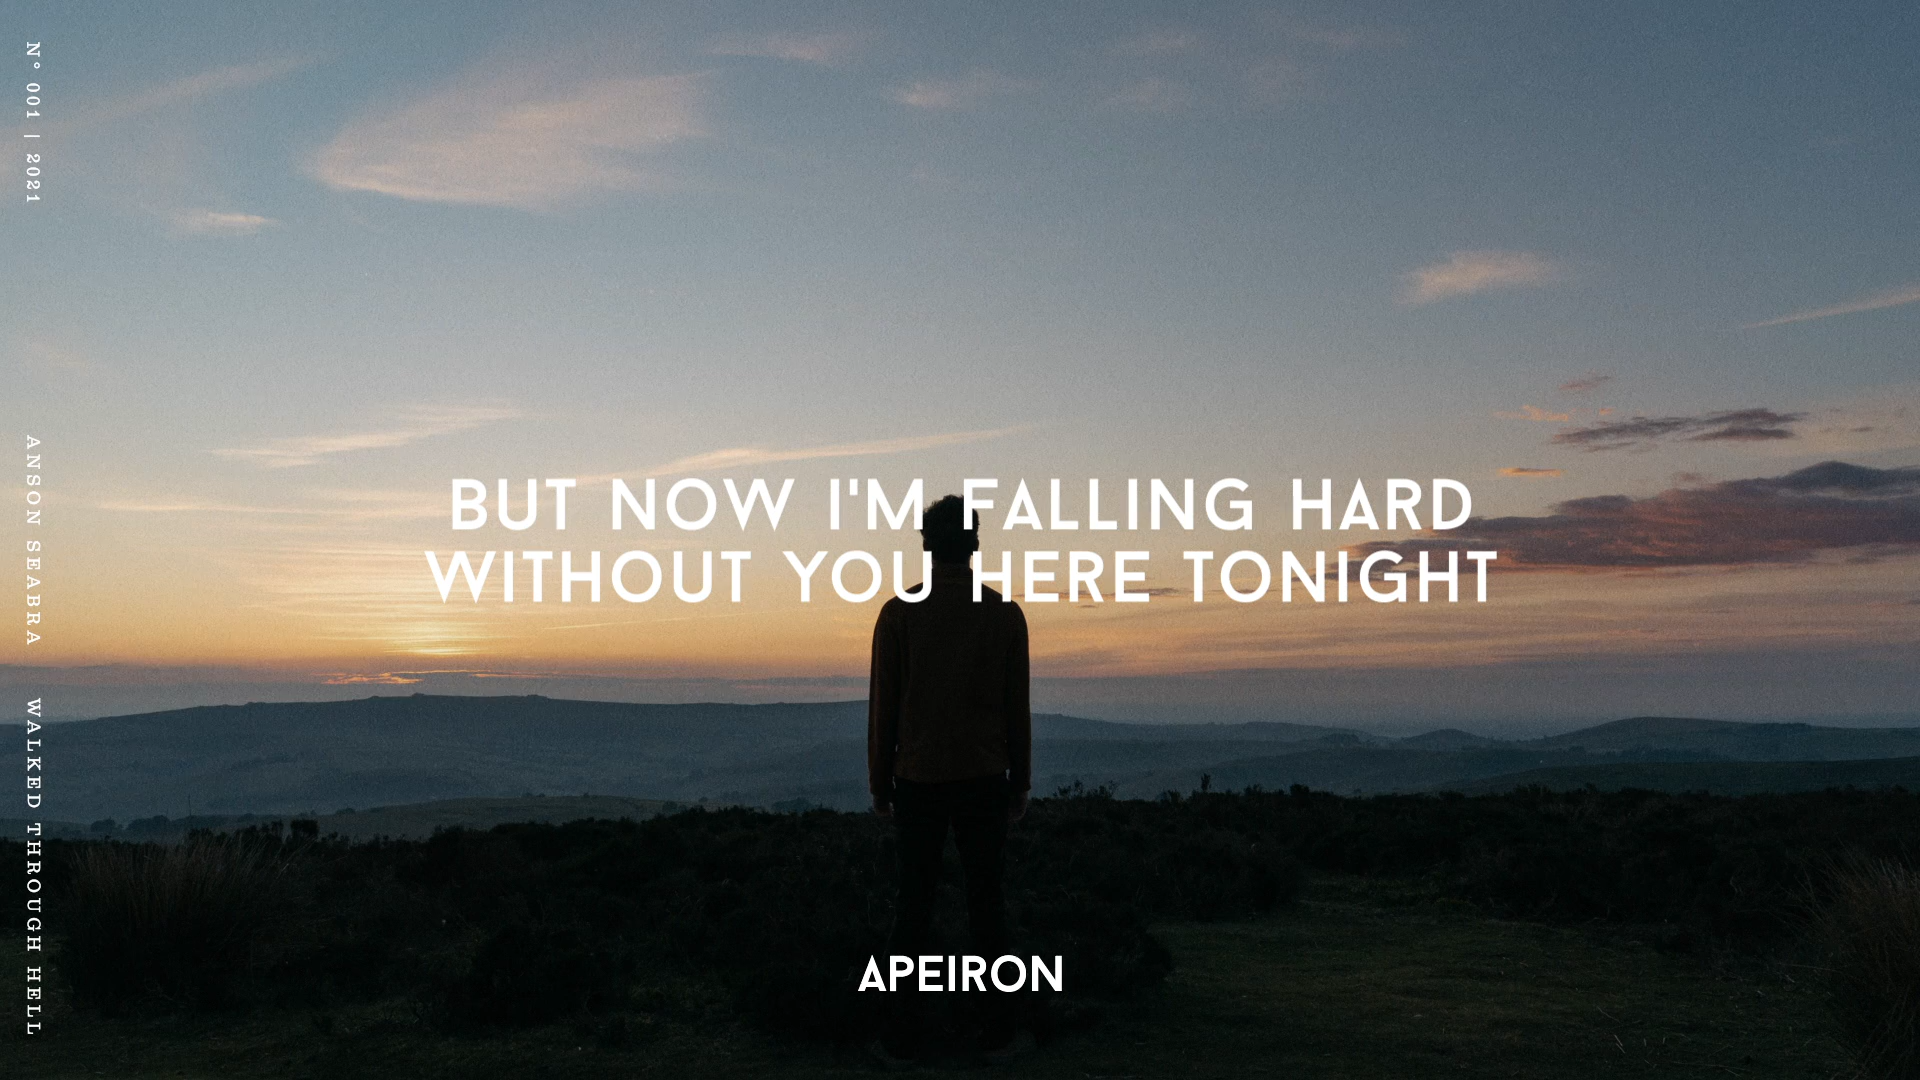 N° 001 | 2021
ANSON SEABRA
WALKED THROUGH HELL
BUT NOW I'M FALLING HARD
WITHOUT YOU HERE TONIGHT
APEIRON